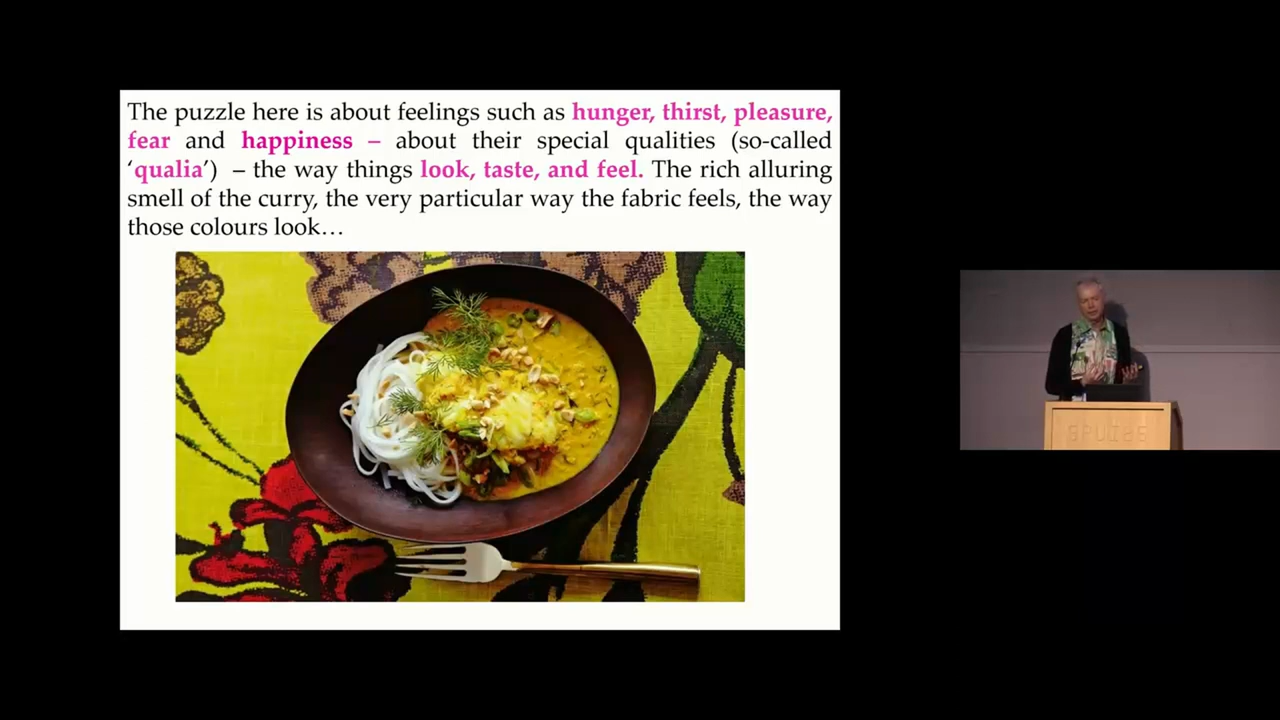 The puzzle here is about feelings such as hunger, thirst, pleasure,
fear and happiness – about their special qualities (so-called
‘qualia’) – the way things look, taste, and feel. The rich alluring
smell of the curry, the very particular way the fabric feels, the way
those colours look…